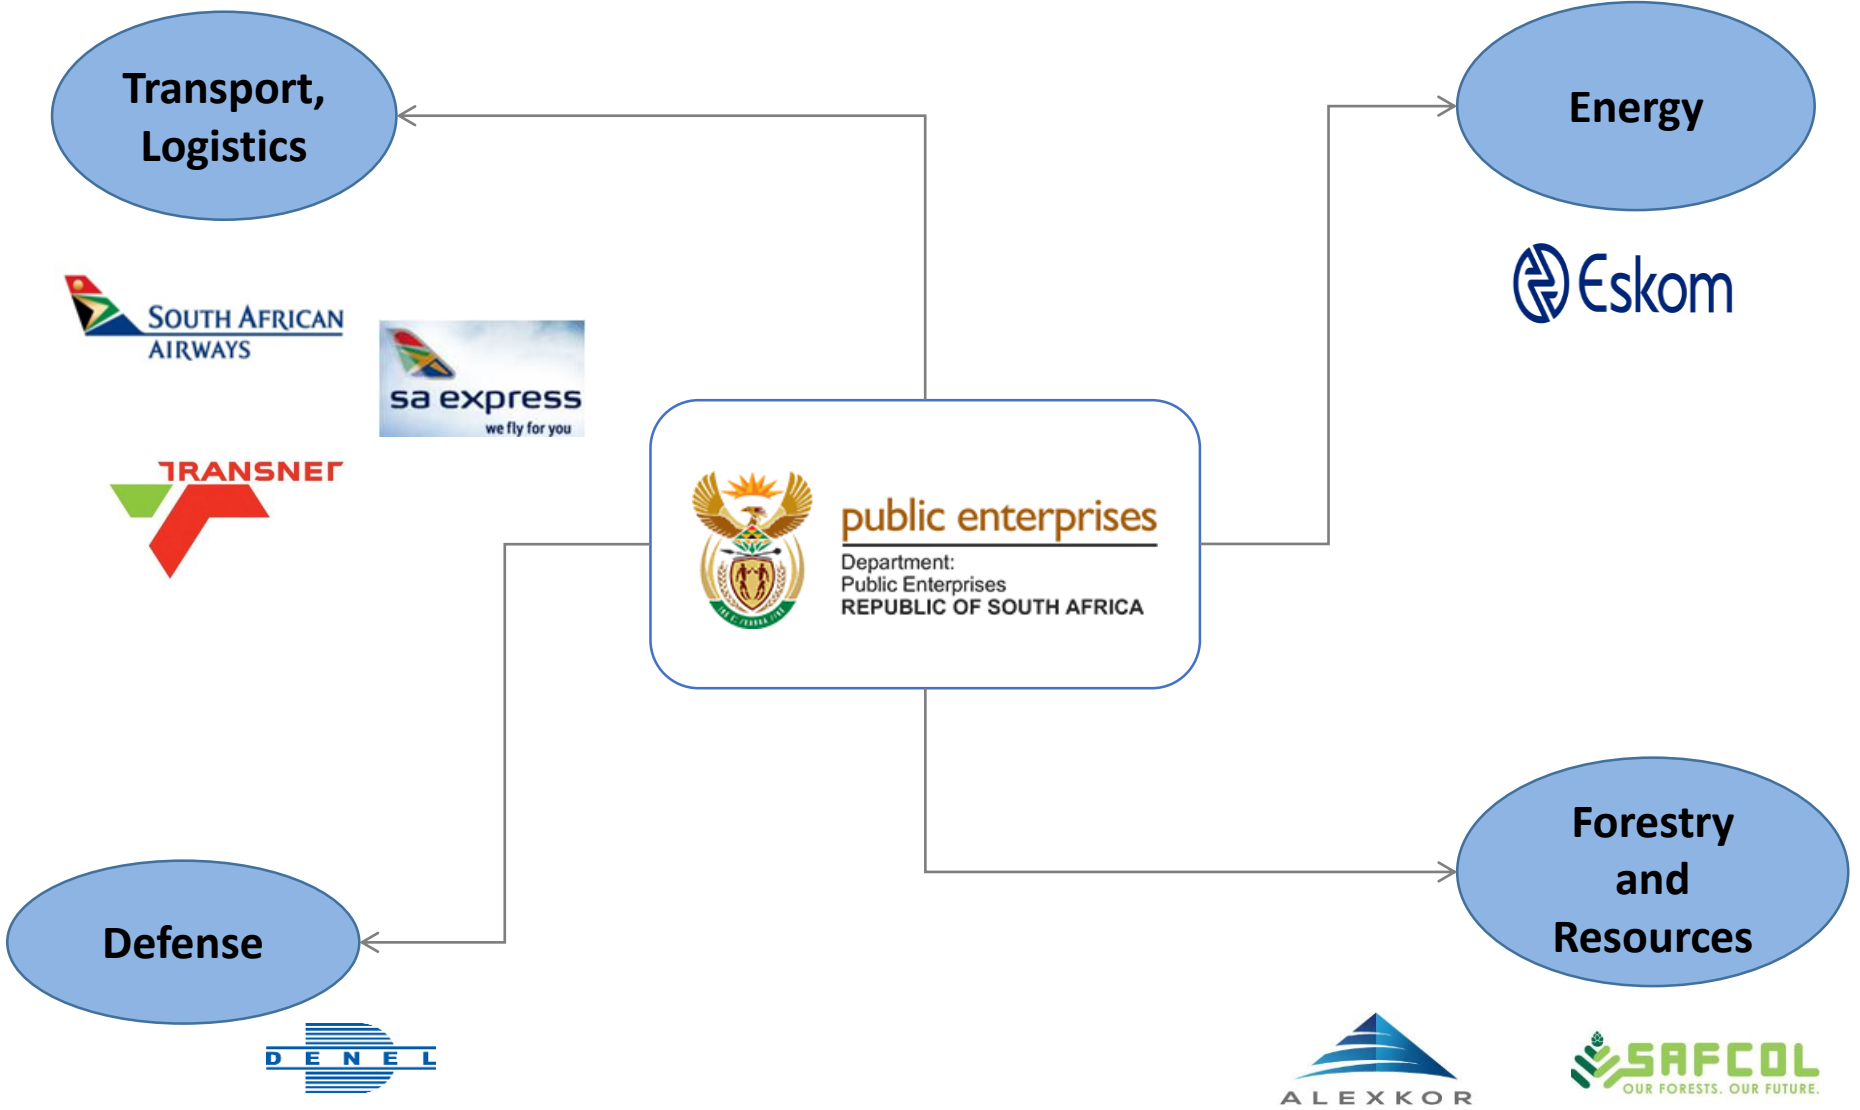 Transport,
Logistics
Energy
SOUTH AFRICAN
AIRWAYS
Eskom
sa express
we fly for you
TRANSNET
public enterprises
Department:
Public Enterprises
REPUBLIC OF SOUTH AFRICA
Defense
Forestry
and
Resources
DENEL
ALEXKOR
SAFCOL
OUR FORESTS. OUR FUTURE.